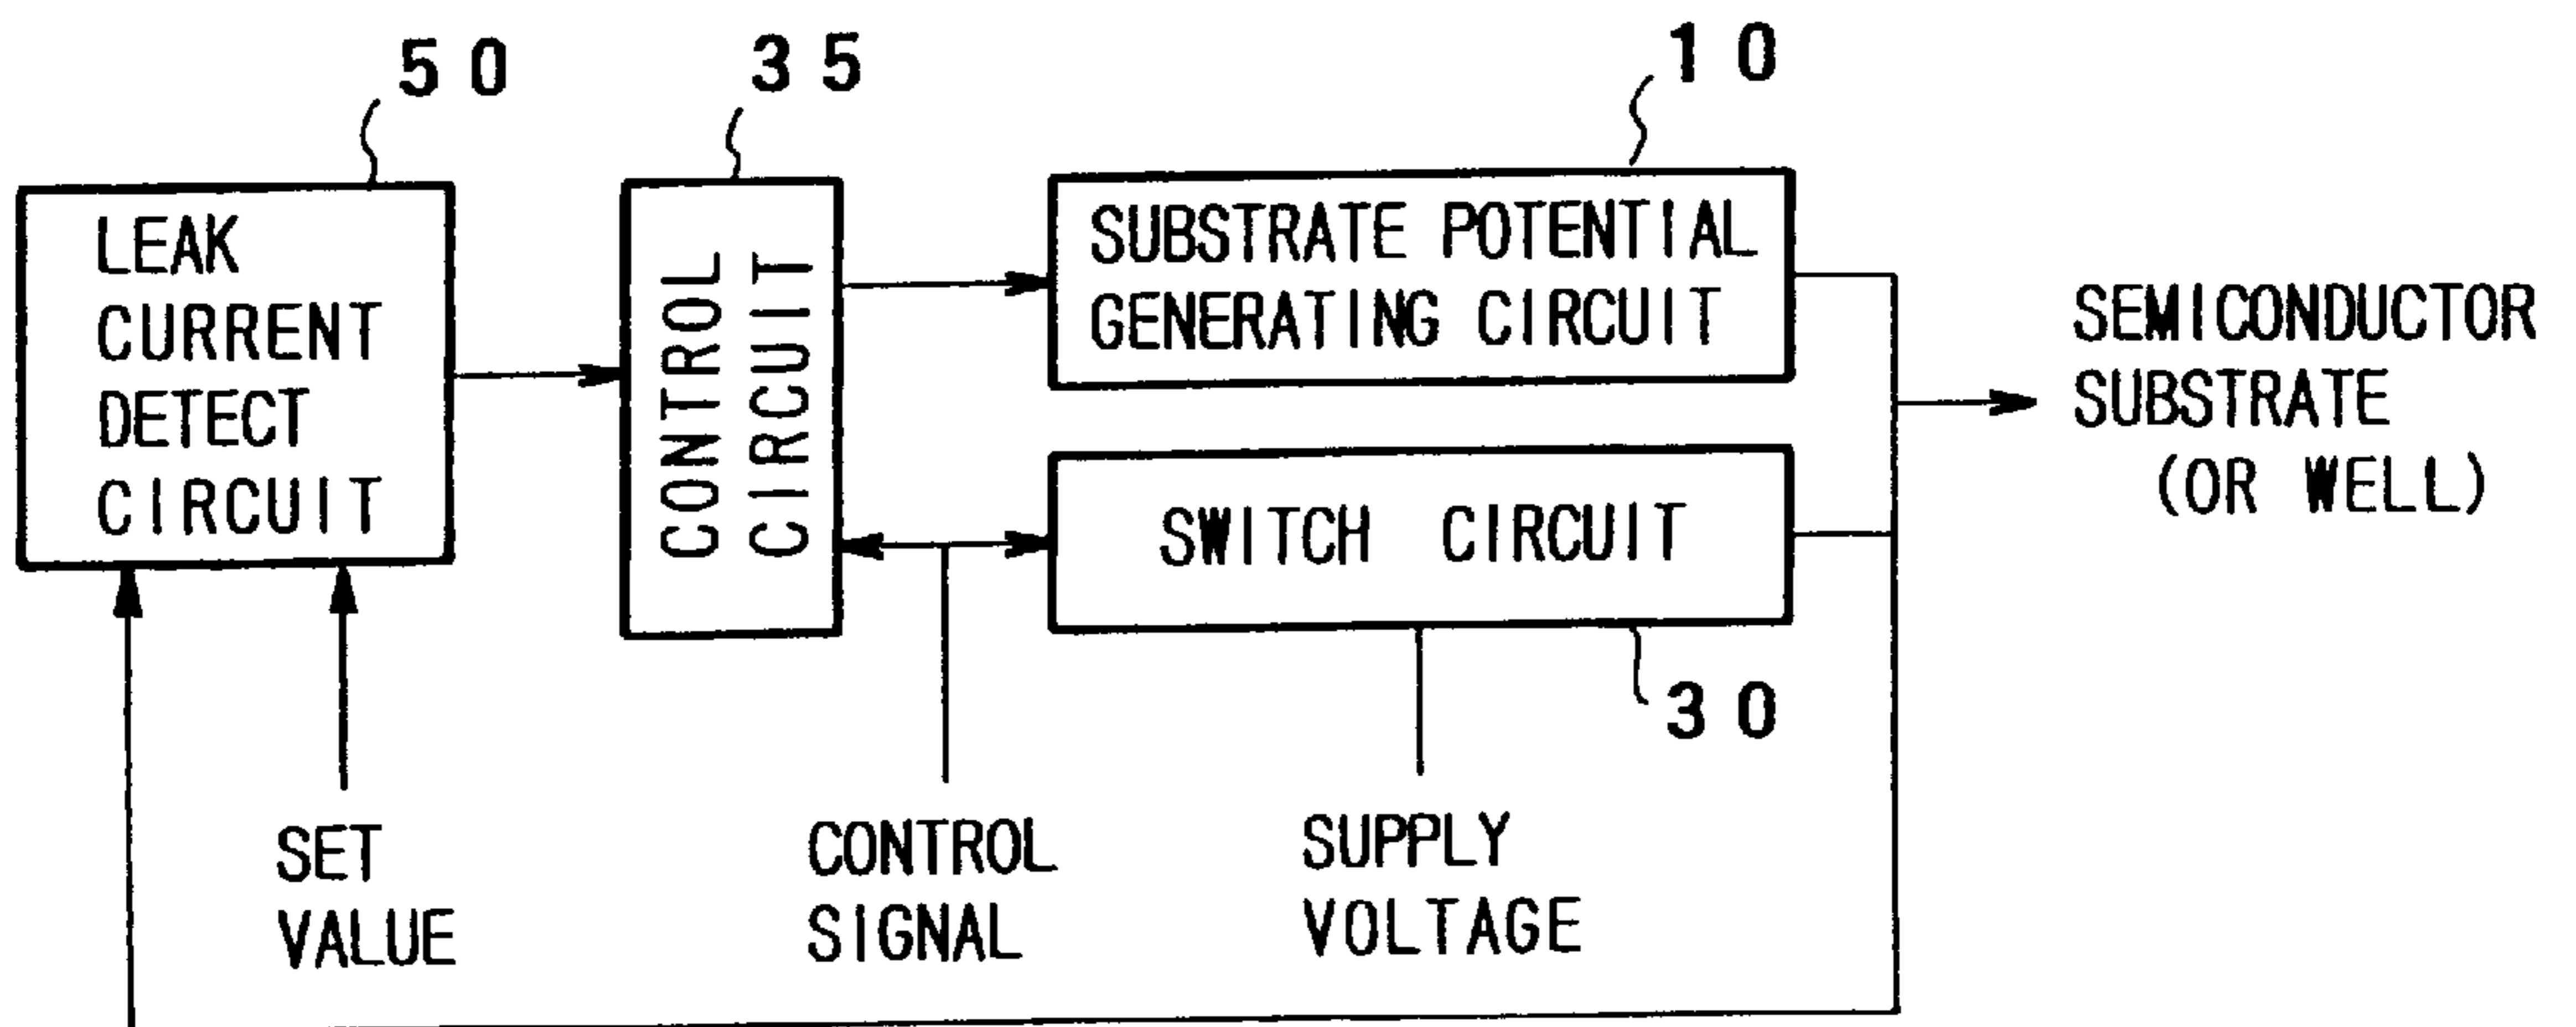 50
35
10
LEAK
CURRENT
DETECT
CIRCUIT
CONTROL
CIRCUIT
SUBSTRATE POTENTIAL
GENERATING CIRCUIT
SWITCH CIRCUIT
30
SEMICONDUCTOR
SUBSTRATE
(OR WELL)
SET
VALUE
CONTROL
SIGNAL
SUPPLY
VOLTAGE